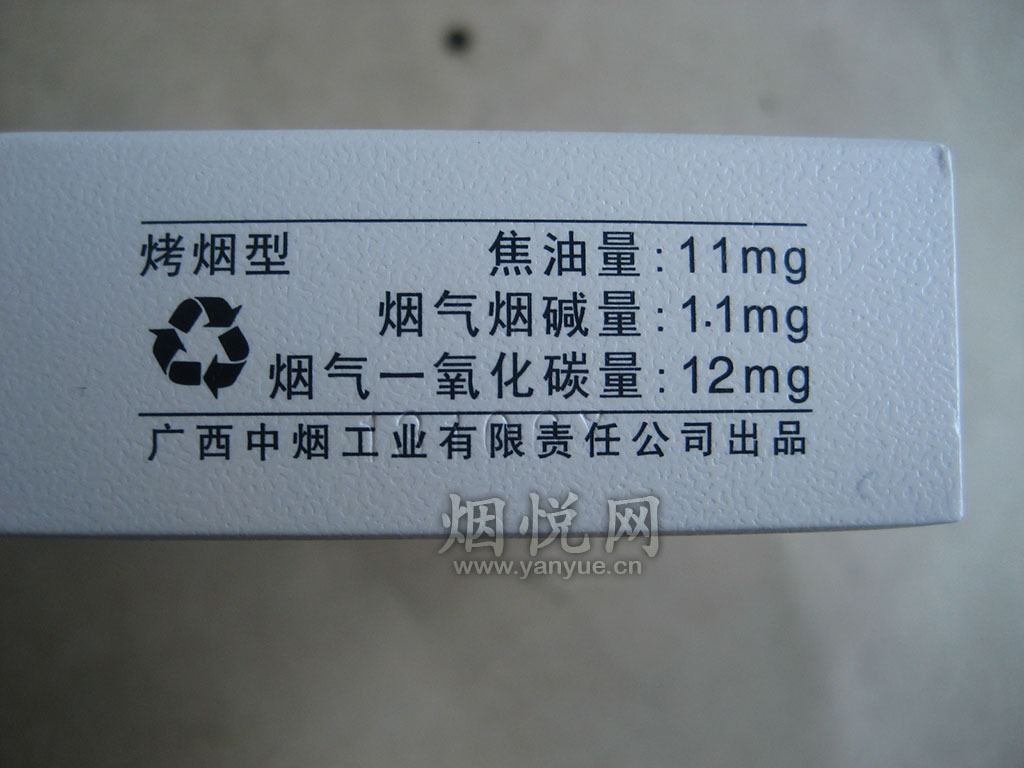 烤烟型 焦油量:11mg
烟气烟碱量:1.1mg
烟气一氧化碳量:12mg
广西中烟工业有限责任公司出品
烟悦网
www.yanyue.cn